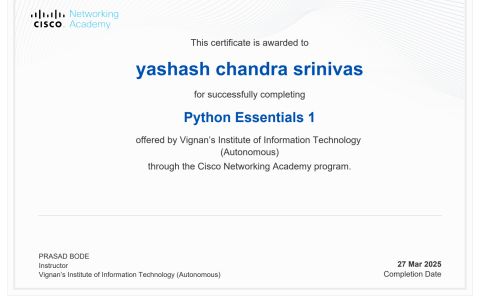 Networking
CISCO Academy
This certificate is awarded to
yashash chandra srinivas
for successfully completing
Python Essentials 1
offered by Vignan's Institute of Information Technology
(Autonomous)
through the Cisco Networking Academy program.
PRASAD BODE
Instructor
Vignan's Institute of Information Technology (Autonomous)
27 Mar 2025
Completion Date